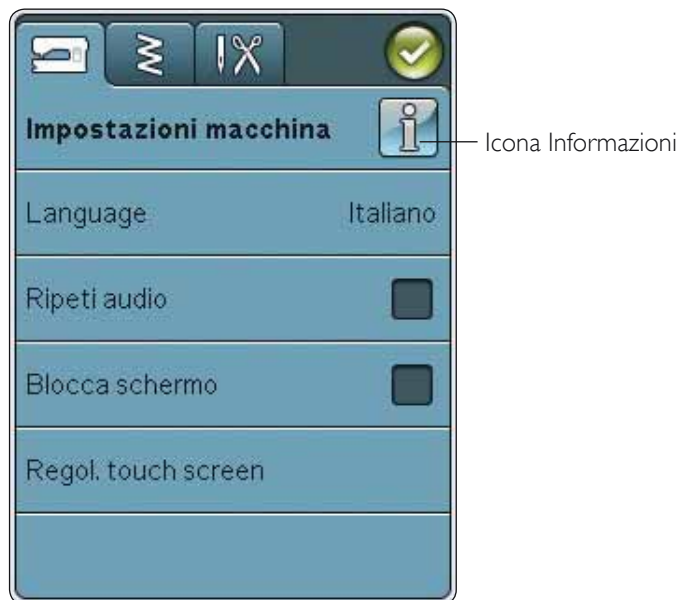 Impostazioni macchina
Icona Informazioni
Language Italiano
Ripeti audio
Blocca schermo
Regol. touch screen